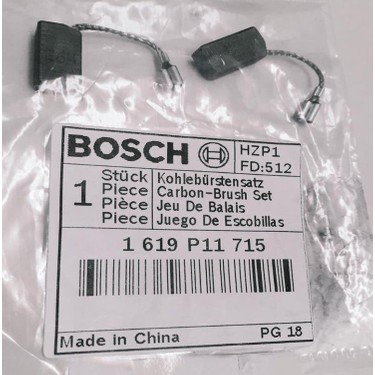 BOSCH
HZP1
FD:512
1 Stück Kohlebürstensatz
Piece Carbon-Brush Set
Pièce Jeu De Balais
Piece Juego De Escobillas
1 619 P11 715
Made in China PG 18